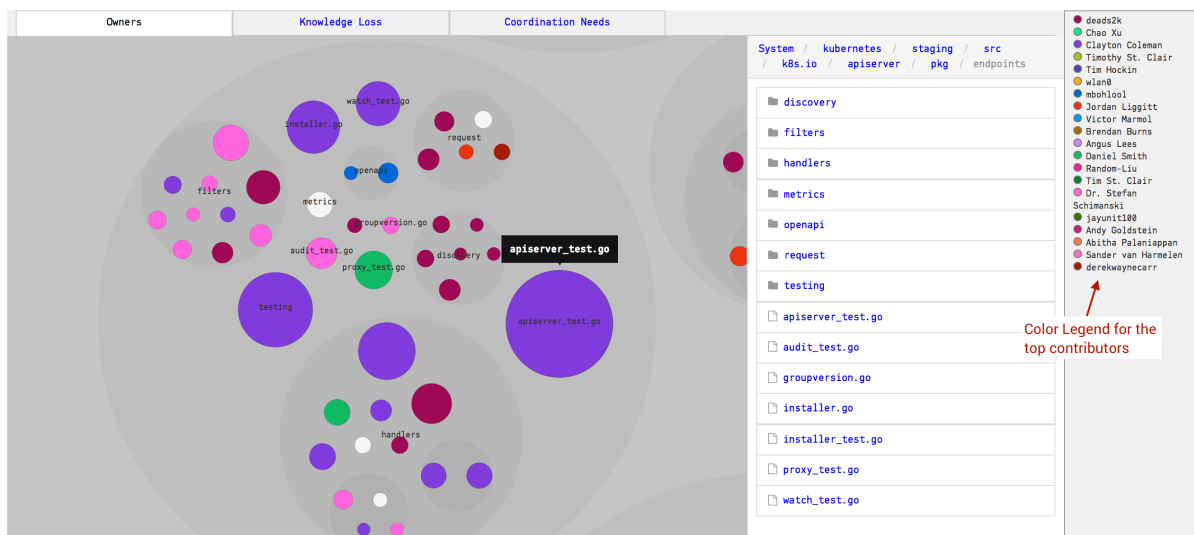 Owners
Knowledge Loss
Coordination Needs
watch_test.go
installer.go
request
openapi
filters
metrics
groupversion.go
audit_test.go
discovery
proxy_test.go
apiserver_test.go
testing
apiserver_test.go
handlers
System / kubernetes / staging / src
/ k8s.io / apiserver / pkg / endpoints
discovery
filters
handlers
metrics
openapi
request
testing
apiserver_test.go
audit_test.go
groupversion.go
installer.go
installer_test.go
proxy_test.go
watch_test.go
deads2k
Chao Xu
Clayton Coleman
Timothy St. Clair
Tim Hockin
wlan0
mbohlool
Jordan Liggitt
Victor Marmol
Brendan Burns
Angus Lees
Daniel Smith
Random-Liu
Tim St. Clair
Dr. Stefan
Schimanski
jayunit100
Andy Goldstein
Abitha Palaniappan
Sander van Harmelen
derekwaynecarr
Color Legend for the
top contributors